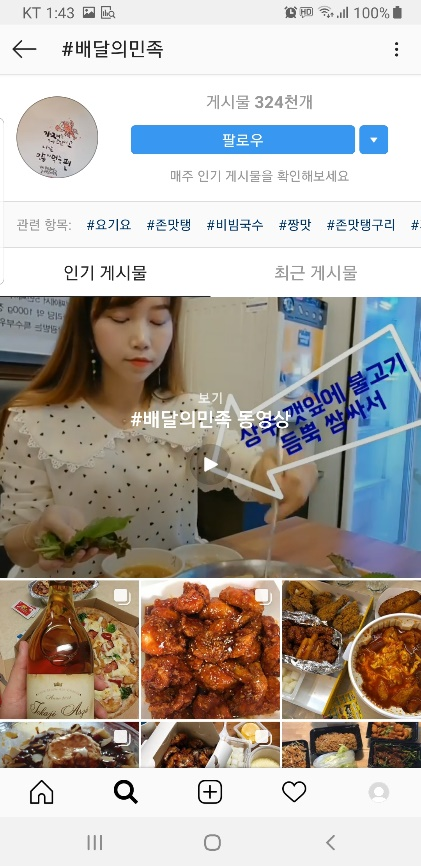 KT 1:43
HD
100%
#배달의민족
게시물 324천개
팔로우
매주 인기 게시물을 확인해보세요
관련 항목: #요기요 #존맛탱 #비빔국수 #짱맛 #존맛탱구리 #
인기 게시물 최근 게시물
보기
#배달의민족 동영상
상추 깻잎에 불고기
듬뿍 쌈싸서